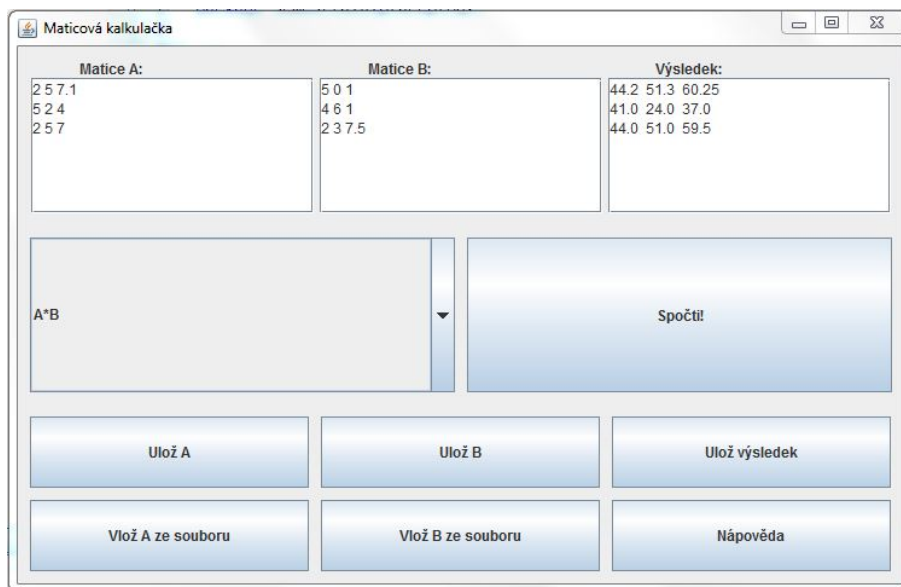 Maticová kalkulačka
Matice A: Matice B: Výsledek:
2 5 7.1
5 2 4
2 5 7
5 0 1
4 6 1
2 3 7.5
44.2 51.3 60.25
41.0 24.0 37.0
44.0 51.0 59.5
A*B
Spočti!
Ulož A
Ulož B
Ulož výsledek
Vlož A ze souboru
Vlož B ze souboru
Nápověda